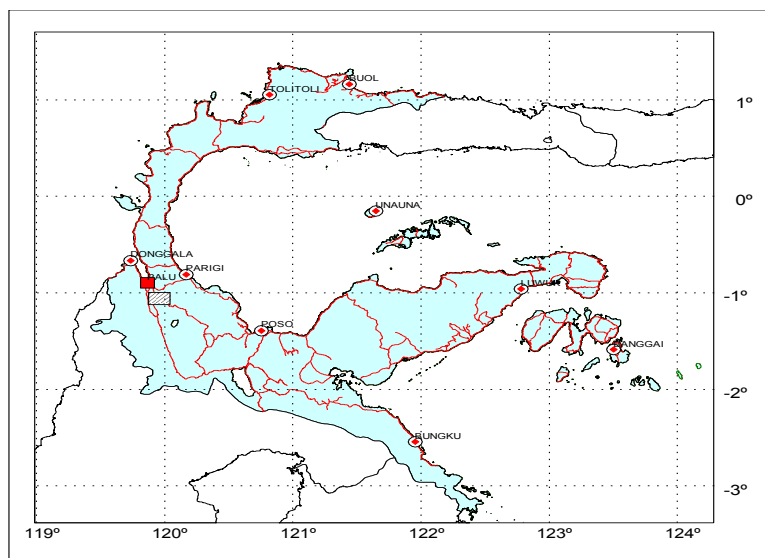 BUOL
TOLITOLI
1°
UNAUNA
0°
DONGGALA
PARIGI
PALU
LUWUK
-1°
POSO
BANGGAI
-2°
BUNGKU
-3°
119° 120° 121° 122° 123° 124°